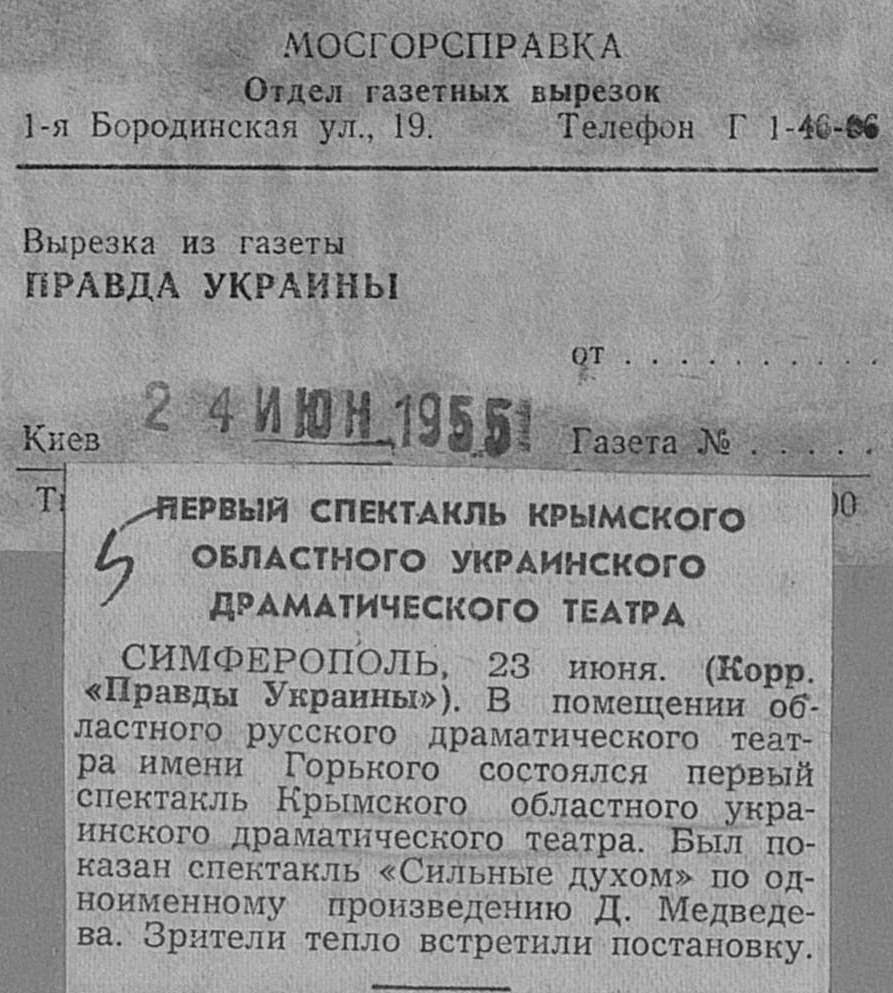 МОСГОРСПРАВКА
Отдел газетных вырезок
1-я Бородинская ул., 19. Телефон Г 1-46-66
Вырезка из газеты
ПРАВДА УКРАИНЫ
от . . . . . . . . . .
Киев 24 ИЮН 1955 Газета № . . . . .
ПЕРВЫЙ СПЕКТАКЛЬ КРЫМСКОГО
ОБЛАСТНОГО УКРАИНСКОГО
ДРАМАТИЧЕСКОГО ТЕАТРА
СИМФЕРОПОЛЬ, 23 июня. (Корр.
«Правды Украины»). В помещении об-
ластного русского драматического теат-
ра имени Горького состоялся первый
спектакль Крымского областного укра-
инского драматического театра. Был по-
казан спектакль «Сильные духом» по од-
ноименному произведению Д. Медведе-
ва. Зрители тепло встретили постановку.